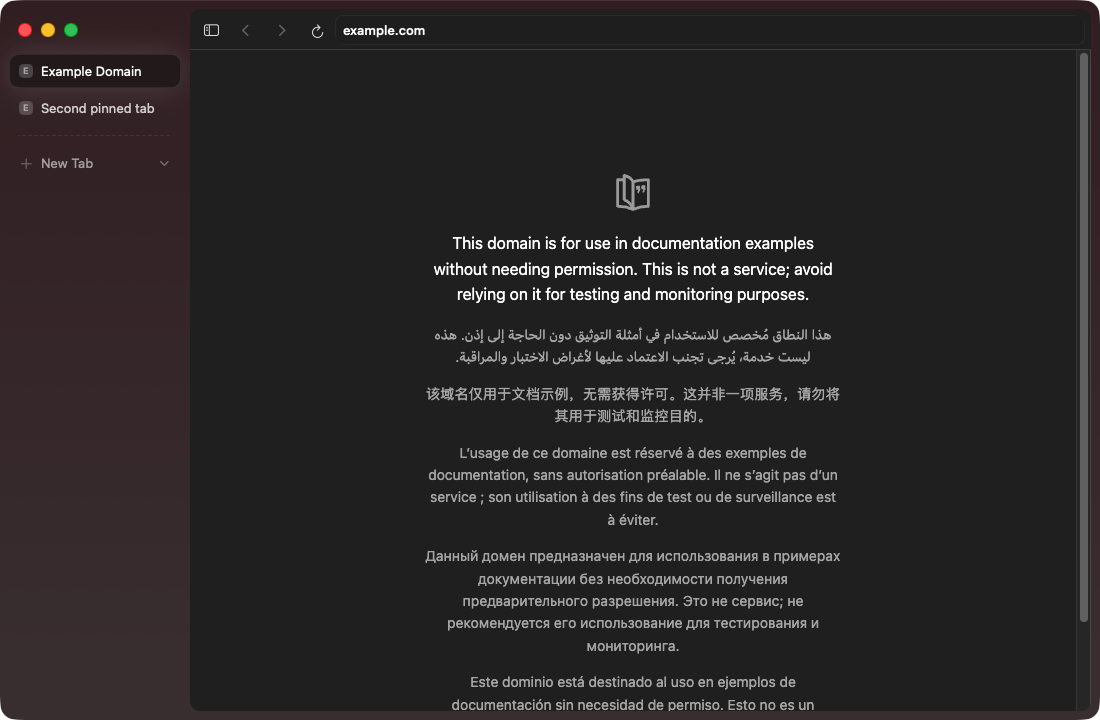 example.com
E Example Domain
E Second pinned tab
New Tab
This domain is for use in documentation examples
without needing permission. This is not a service; avoid
relying on it for testing and monitoring purposes.
هذا النطاق مُخصص للاستخدام في أمثلة التوثيق دون الحاجة إلى إذن. هذه
ليست خدمة، يُرجى تجنب الاعتماد عليها لأغراض الاختبار والمراقبة.
该域名仅用于文档示例，无需获得许可。这并非一项服务，请勿将
其用于测试和监控目的。
L’usage de ce domaine est réservé à des exemples de
documentation, sans autorisation préalable. Il ne s’agit pas d’un
service ; son utilisation à des fins de test ou de surveillance est
à éviter.
Данный домен предназначен для использования в примерах
документации без необходимости получения
предварительного разрешения. Это не сервис; не
рекомендуется его использование для тестирования и
мониторинга.
Este dominio está destinado al uso en ejemplos de
documentación sin necesidad de permiso. Esto no es un